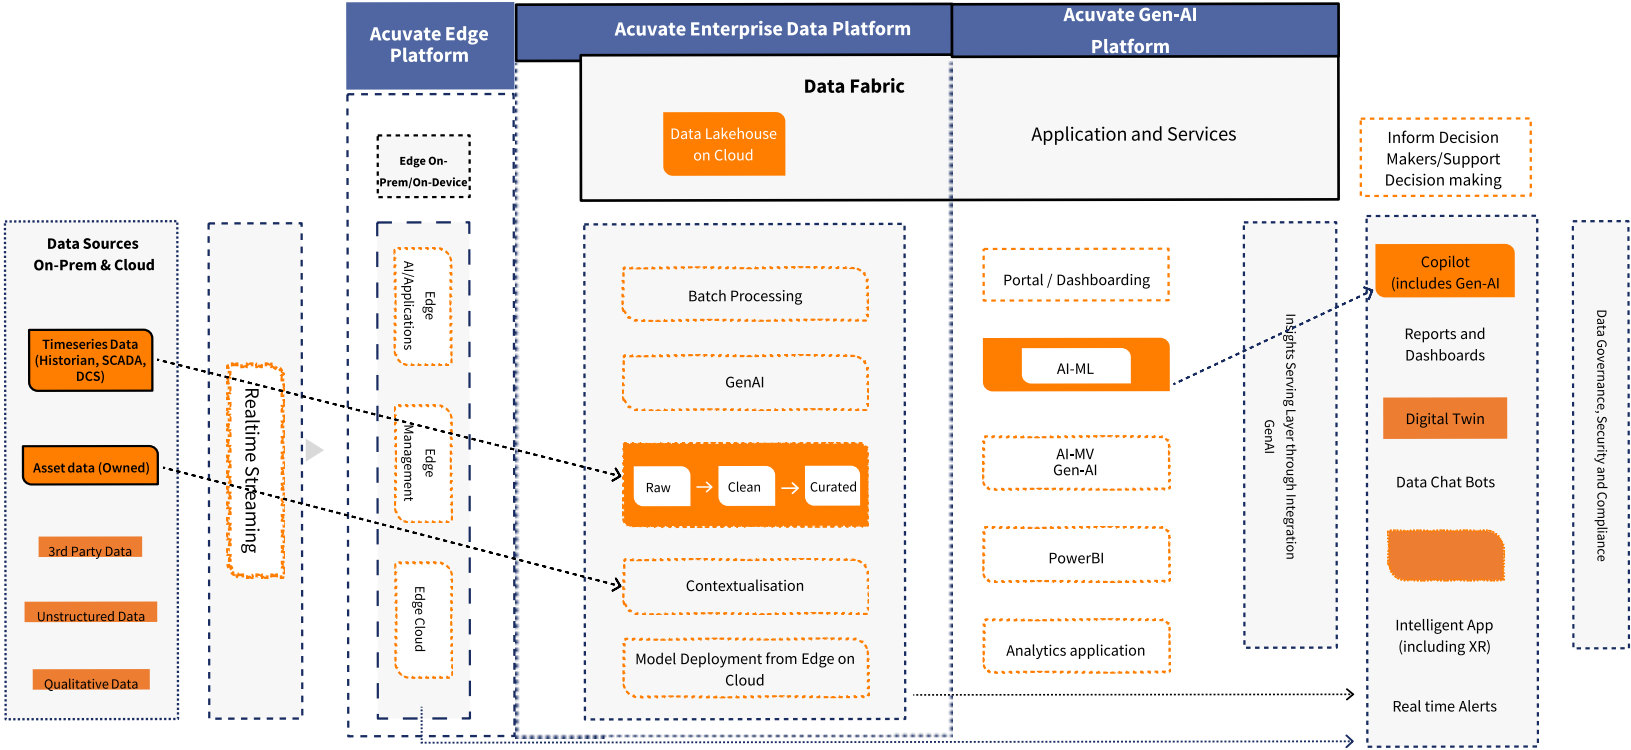 Acuvate Edge
Platform
Acuvate Enterprise Data Platform
Acuvate Gen-AI
Platform
Data Fabric
Data Lakehouse
on Cloud
Application and Services
Edge On-
Prem/On-Device
Inform Decision
Makers/Support
Decision making
Data Sources
On-Prem & Cloud
Timeseries Data
(Historian, SCADA,
DCS)
Asset data (Owned)
3rd Party Data
Unstructured Data
Qualitative Data
Realtime Streaming
Edge
AI/Applications
Edge
Management
Edge Cloud
Batch Processing
GenAI
Raw
Clean
Curated
Contextualisation
Model Deployment from Edge on
Cloud
Portal / Dashboarding
AI-ML
AI-MV
Gen-AI
PowerBI
Analytics application
Insights Serving Layer through Integration
GenAI
Copilot
(includes Gen-AI
Reports and
Dashboards
Digital Twin
Data Chat Bots
Intelligent App
(including XR)
Real time Alerts
Data Governance, Security and Compliance